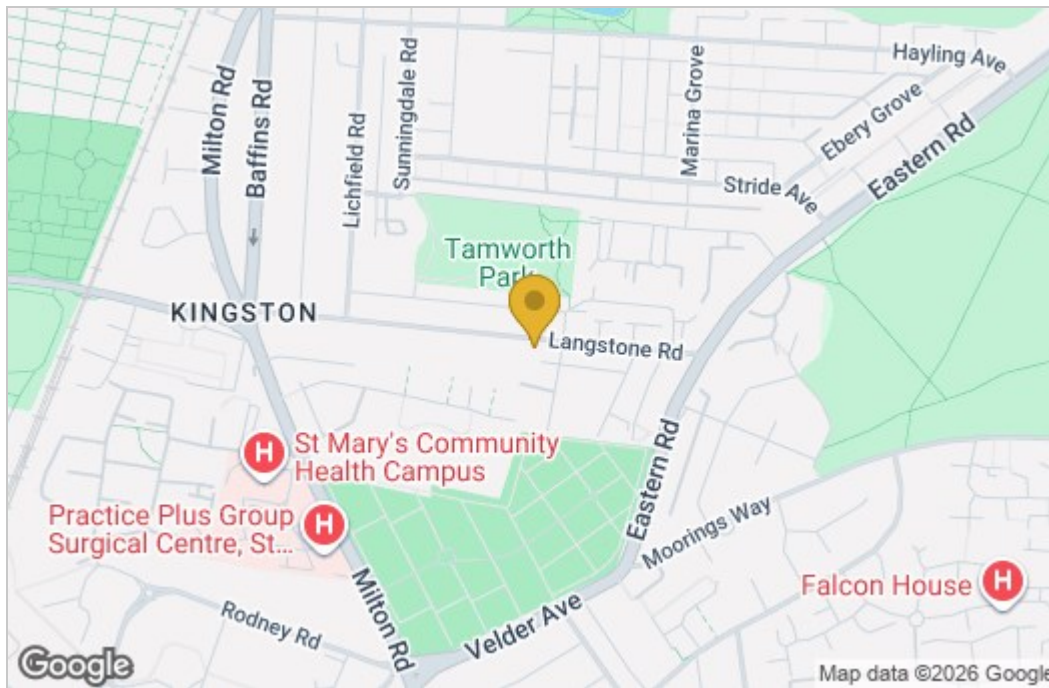 Hayling Ave
Milton Rd
Baffins Rd
Lichfield Rd
Sunningdale Rd
Marina Grove
Ebery Grove
Eastern Rd
Stride Ave
Tamworth
Park
KINGSTON
Langstone Rd
St Mary's Community
Health Campus
H
Practice Plus Group
Surgical Centre, St...
H
Eastern Rd
Moorings Way
Falcon House
H
Rodney Rd
Milton Rd
Velder Ave
Google
Map data ©2026 Google